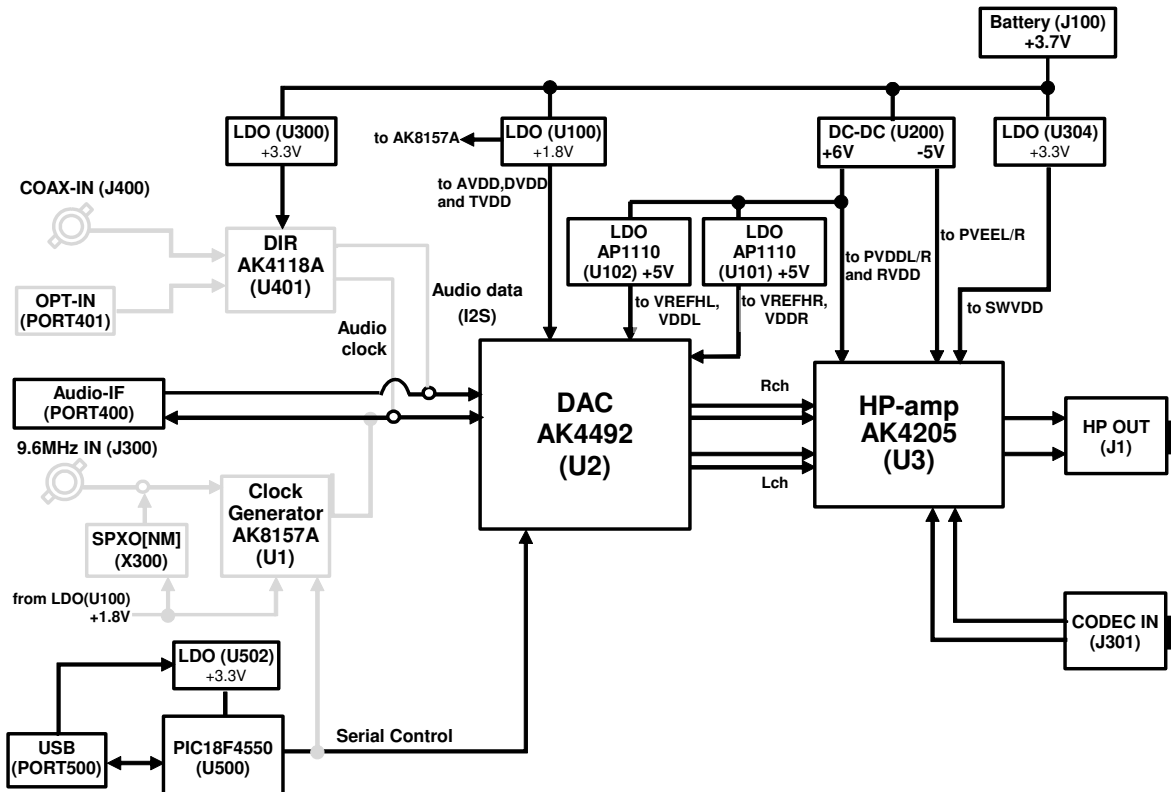 Battery (J100)
+3.7V
LDO (U300)
+3.3V
to AK8157A
LDO (U100)
+1.8V
DC-DC (U200)
+6V -5V
LDO (U304)
+3.3V
COAX-IN (J400)
to AVDD,DVDD
and TVDD
DIR
AK4118A
(U401)
LDO
AP1110
(U102) +5V
LDO
AP1110
(U101) +5V
to PVDDL/R
and RVDD
to PVEEL/R
OPT-IN
(PORT401)
Audio data
(I2S)
to VREFHL,
VDDL
to VREFHR,
VDDR
to SWVDD
Audio
clock
Audio-IF
(PORT400)
DAC
AK4492
(U2)
Rch
Lch
HP-amp
AK4205
(U3)
HP OUT
(J1)
9.6MHz IN (J300)
Clock
Generator
AK8157A
(U1)
SPXO[NM]
(X300)
from LDO(U100)
+1.8V
CODEC IN
(J301)
LDO (U502)
+3.3V
USB
(PORT500)
PIC18F4550
(U500)
Serial Control